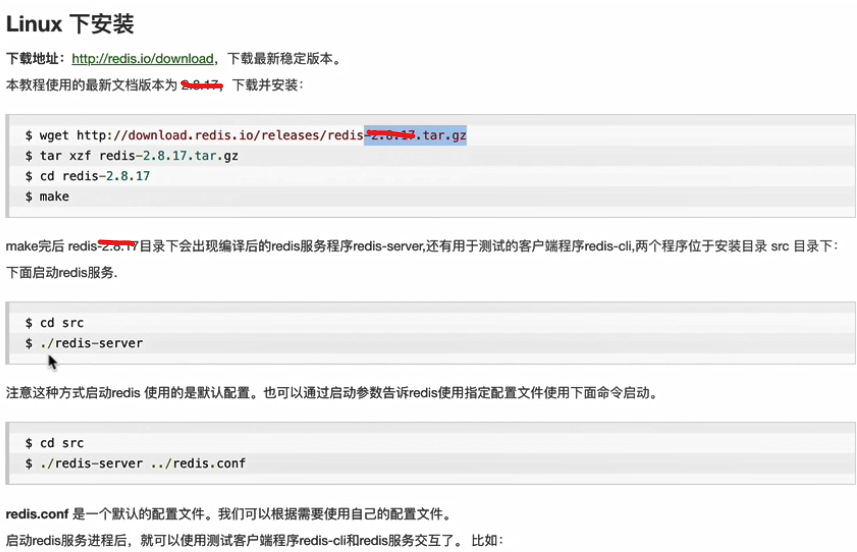 Linux 下安装
下载地址：http://redis.io/download，下载最新稳定版本。
本教程使用的最新文档版本为 2.8.17，下载并安装：
$ wget http://download.redis.io/releases/redis-2.8.17.tar.gz
$ tar xzf redis-2.8.17.tar.gz
$ cd redis-2.8.17
$ make
make完后 redis-2.8.17目录下会出现编译后的redis服务程序redis-server,还有用于测试的客户端程序redis-cli,两个程序位于安装目录 src 目录下：
下面启动redis服务.
$ cd src
$ ./redis-server
注意这种方式启动redis 使用的是默认配置。也可以通过启动参数告诉redis使用指定配置文件使用下面命令启动。
$ cd src
$ ./redis-server ../redis.conf
redis.conf 是一个默认的配置文件。我们可以根据需要使用自己的配置文件。
启动redis服务进程后，就可以使用测试客户端程序redis-cli和redis服务交互了。 比如：